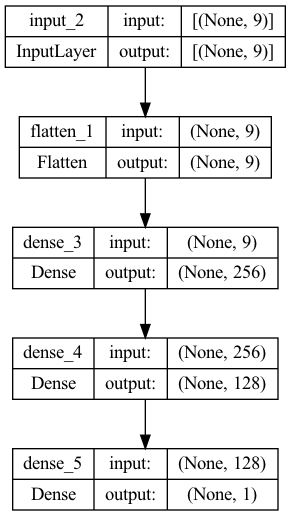 input_2 input: [(None, 9)]
InputLayer output: [(None, 9)]
flatten_1 input: (None, 9)
Flatten output: (None, 9)
dense_3 input: (None, 9)
Dense output: (None, 256)
dense_4 input: (None, 256)
Dense output: (None, 128)
dense_5 input: (None, 128)
Dense output: (None, 1)